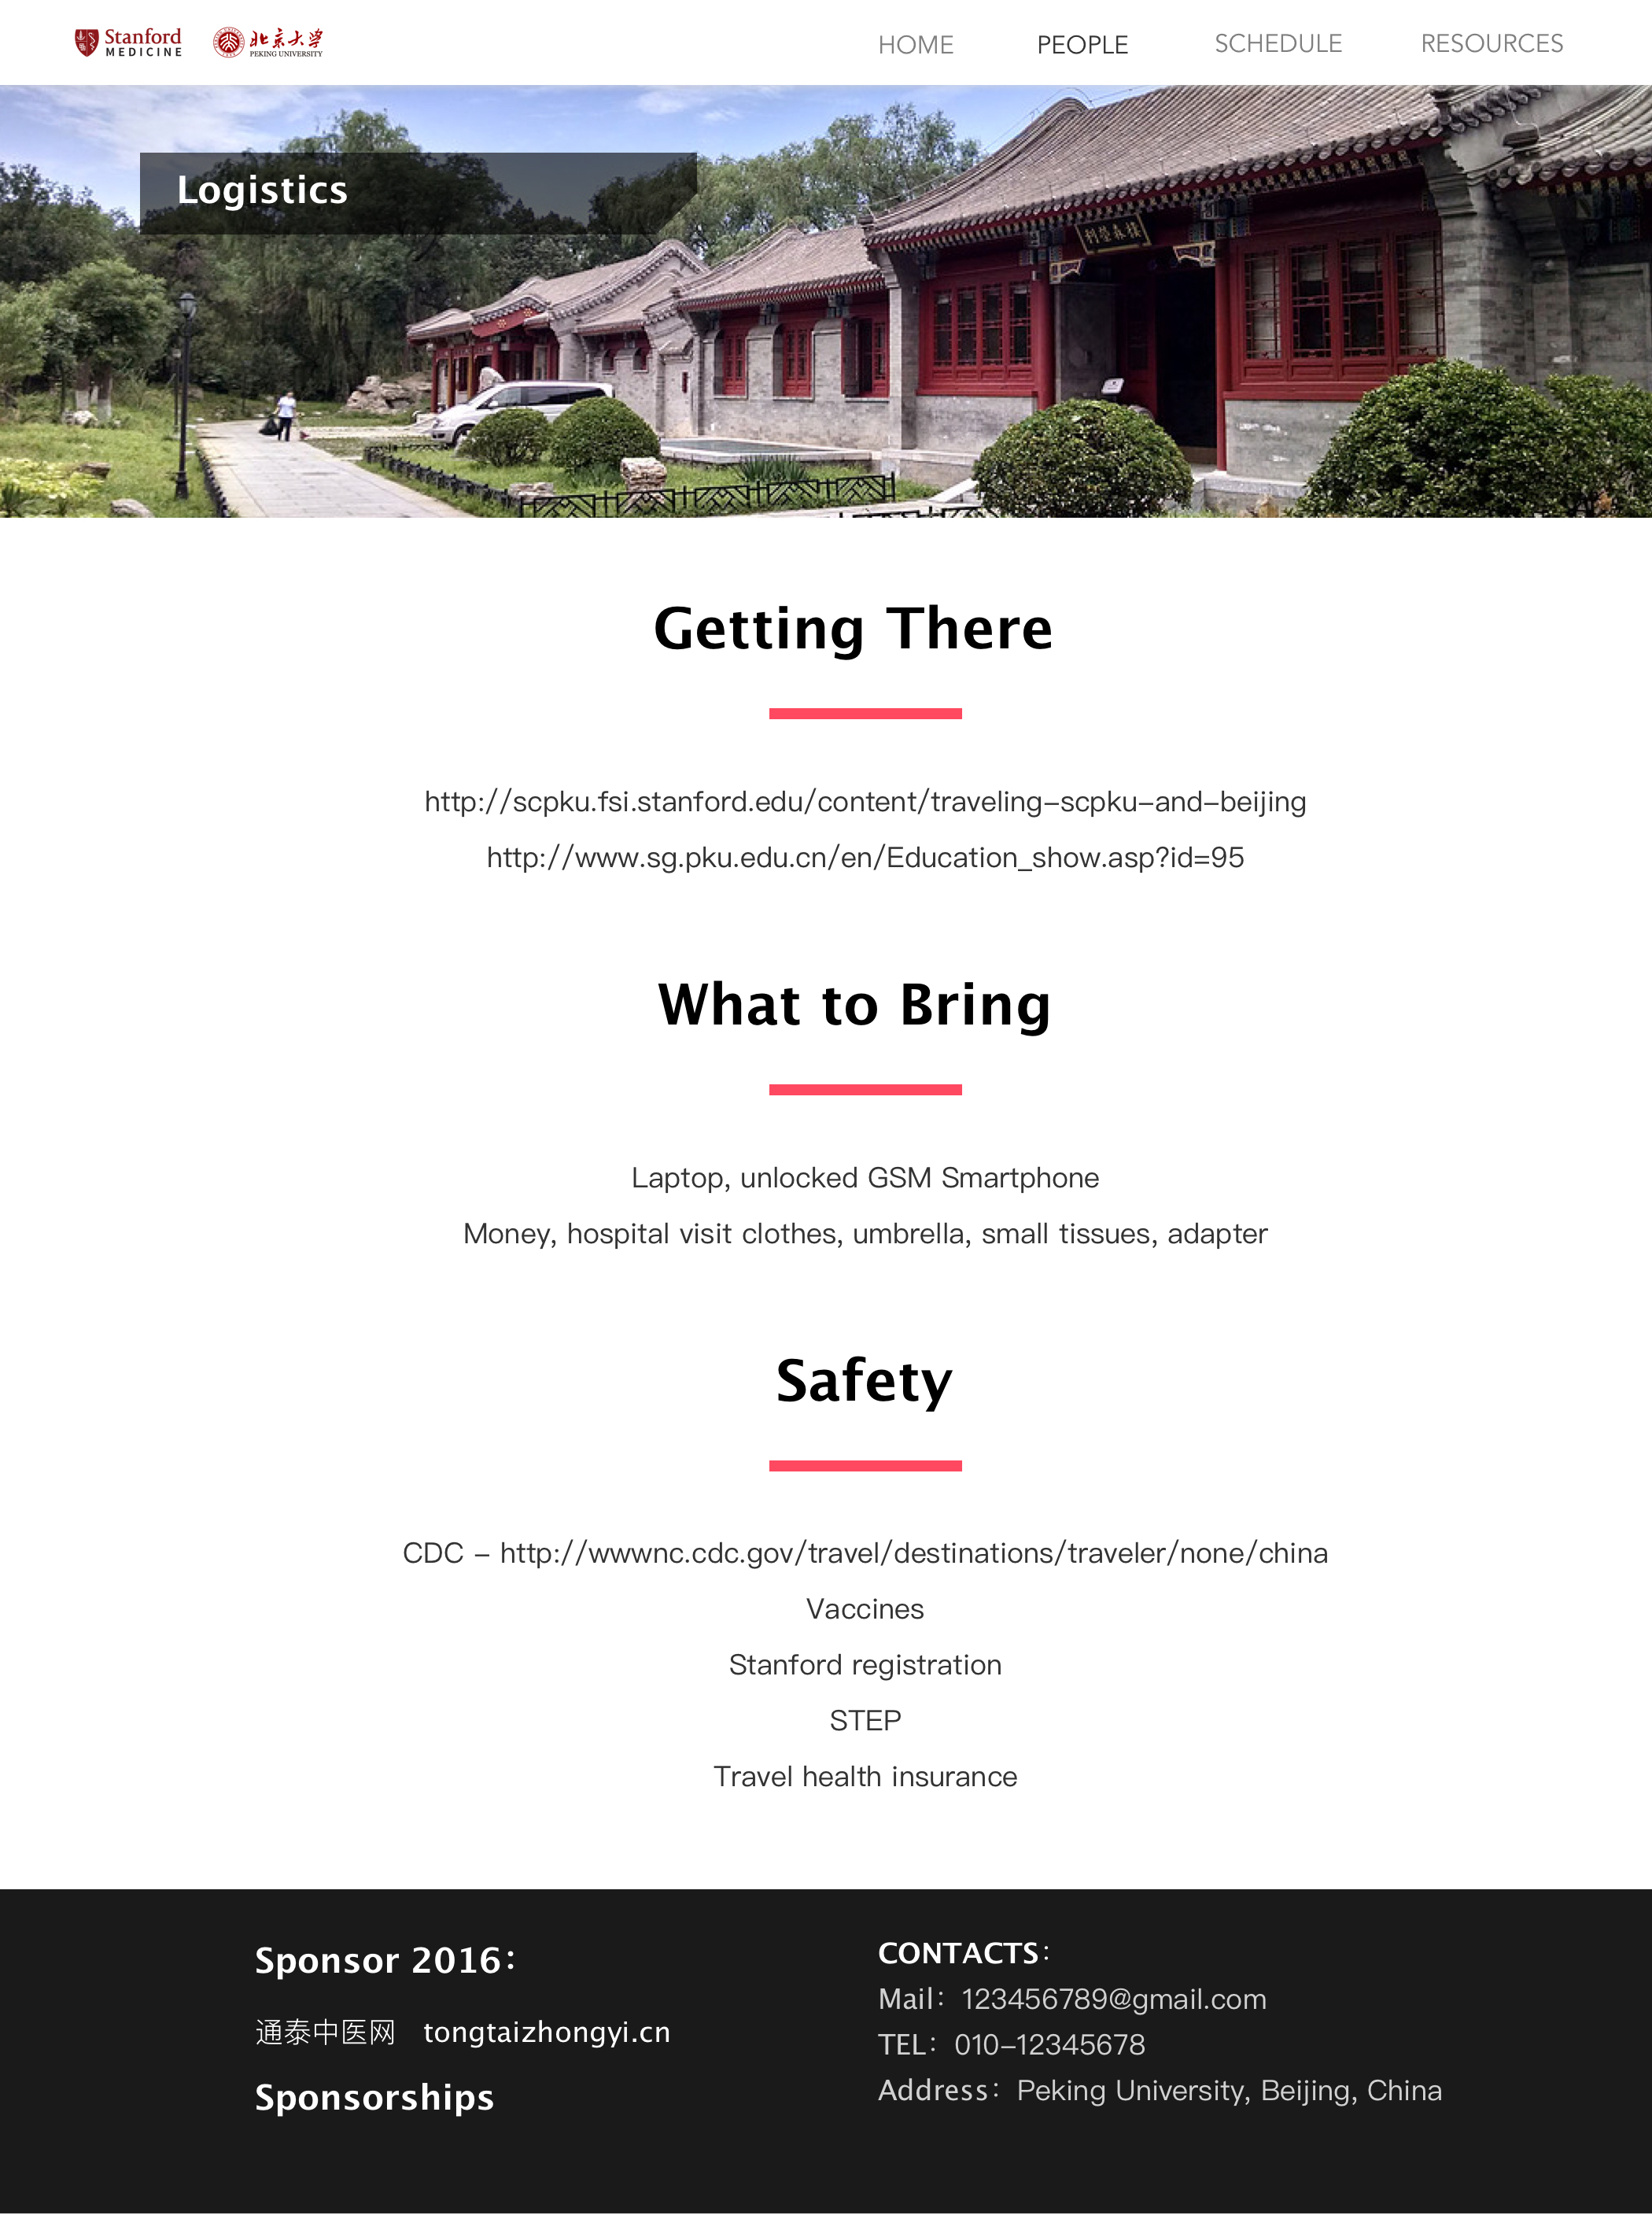 Stanford
MEDICINE
北京大学
PEKING UNIVERSITY
HOME
PEOPLE
SCHEDULE
RESOURCES
Logistics
Getting There
http://scpku.fsi.stanford.edu/content/traveling-scpku-and-beijing
http://www.sg.pku.edu.cn/en/Education_show.asp?id=95
What to Bring
Laptop, unlocked GSM Smartphone
Money, hospital visit clothes, umbrella, small tissues, adapter
Safety
CDC - http://wwwnc.cdc.gov/travel/destinations/traveler/none/china
Vaccines
Stanford registration
STEP
Travel health insurance
Sponsor 2016：
通泰中医网 tongtaizhongyi.cn
Sponsorships
CONTACTS：
Mail：123456789@gmail.com
TEL：010-12345678
Address：Peking University, Beijing, China